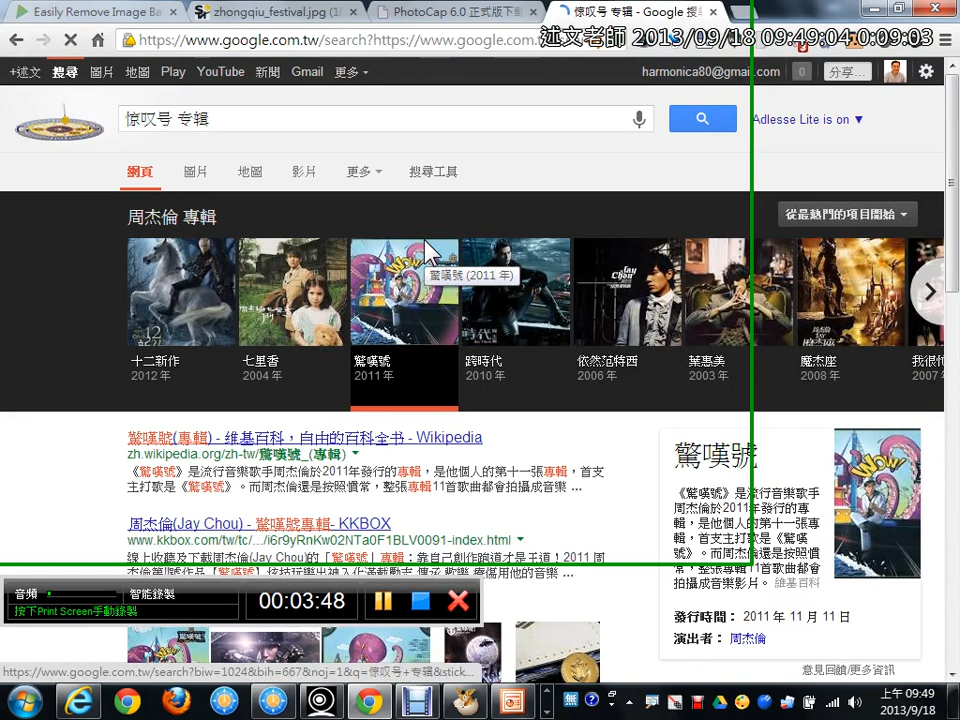 Easily Remove Image Ba
zhongqiu_festival.jpg (1
PhotoCap 6.0 正式版下載
惊叹号 专辑 - Google 搜
https://www.google.com.tw/search?https://www.google.com.
述文老師 2013/09/18 09:49:04 0:09:03
+述文 搜尋 圖片 地圖 Play YouTube 新聞 Gmail 更多
harmonica80@gmail.com 0 分享...
惊叹号 专辑
Adlesse Lite is on ▼
網頁 圖片 地圖 影片 更多 搜尋工具
周杰倫 專輯
從最熱門的項目開始
驚嘆號 (2011 年)
十二新作 七里香 驚嘆號 跨時代 依然范特西 葉惠美 魔杰座 我很忙
2012 年 2004 年 2011 年 2010 年 2006 年 2003 年 2008 年 2007
驚嘆號(專輯) - 维基百科，自由的百科全书 - Wikipedia
zh.wikipedia.org/zh-tw/驚嘆號_(專輯)
《驚嘆號》是流行音樂歌手周杰倫於2011年發行的專輯，是他個人的第十一張專輯，首支
主打歌是《驚嘆號》。而周杰倫還是按照慣常，整張專輯11首歌曲都會拍攝成音樂 ...
周杰倫(Jay Chou) - 驚嘆號專輯- KKBOX
www.kkbox.com/tw/tc/.../i6r9yRnKw02NTa0F1BLV0091-index.html
線上收聽及下載周杰倫(Jay Chou)的「驚嘆號」專輯：靠自己創作跑道才是王道！2011 周
驚嘆號
《驚嘆號》是流行音樂歌手
周杰倫於2011年發行的專
輯，是他個人的第十一張專
輯，首支主打歌是《驚嘆
號》。而周杰倫還是按照慣
常，整張專輯11首歌曲都會
拍攝成音樂影片。 維基百科
發行時間： 2011 年 11 月 11 日
演出者： 周杰倫
意見回饋/更多資訊
音頻 智能錄製
按下Print Screen手動錄製
00:03:48
https://www.google.com.tw/search?biw=1024&bih=667&noj=1&q=惊叹号+专辑&stick...
上午 09:49
2013/9/18